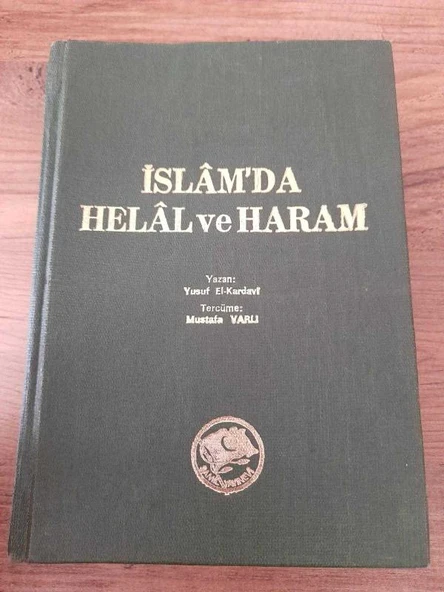 İSLÂM'DA
HELÂL ve HARAM
Yazan:
Yusuf El-Kardavî
Tercüme:
Mustafa VARLI